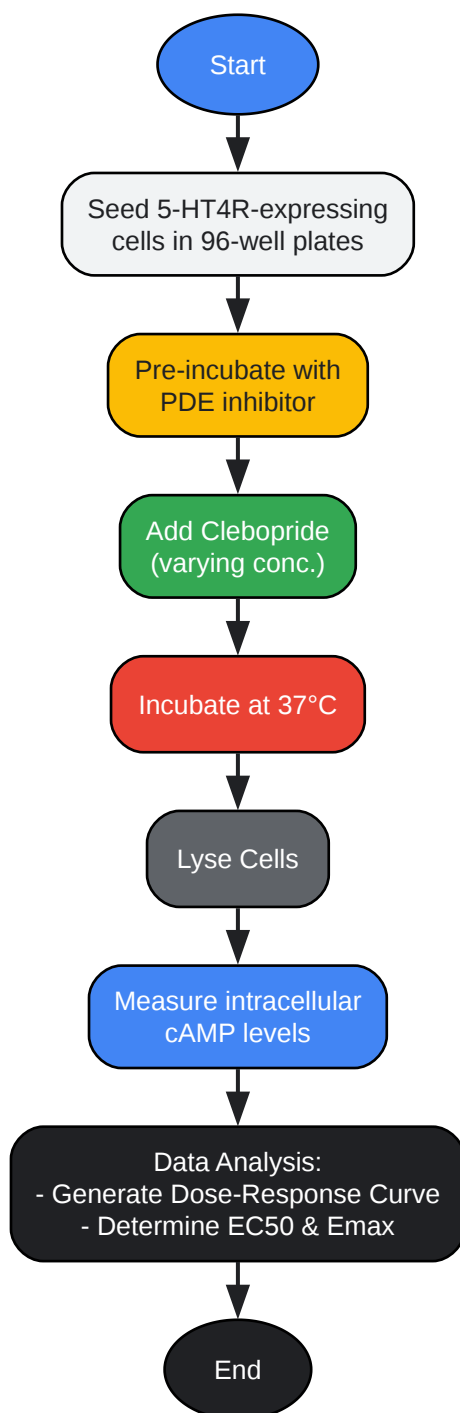 Start
Seed 5-HT4R-expressing
cells in 96-well plates
Pre-incubate with
PDE inhibitor
Add Clebopride
(varying conc.)
Incubate at 37°C
Lyse Cells
Measure intracellular
cAMP levels
Data Analysis:
- Generate Dose-Response Curve
- Determine EC50 & Emax
End